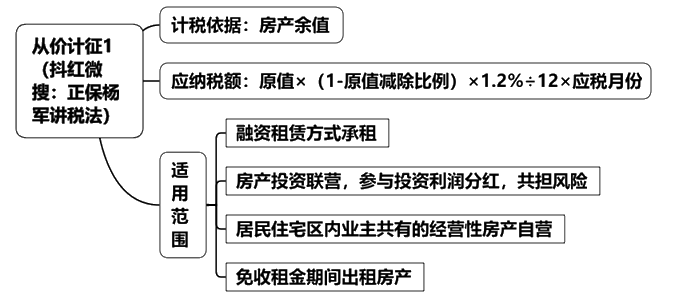 从价计征1
（抖红微
搜：正保杨
军讲税法）
计税依据：房产余值
应纳税额：原值×（1-原值减除比例）×1.2%÷12×应税月份
适
用
范
围
融资租赁方式承租
房产投资联营，参与投资利润分红，共担风险
居民住宅区内业主共有的经营性房产自营
免收租金期间出租房产